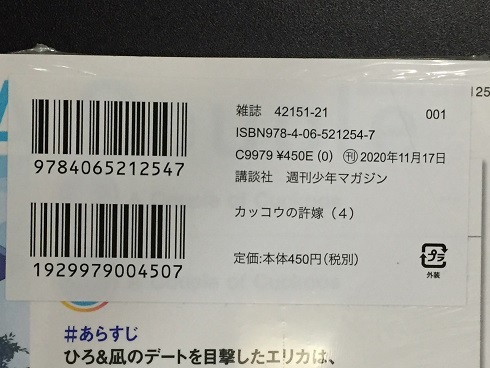 雑誌 42151-21 001
ISBN978-4-06-521254-7
C9979 ¥450E (0) ㊗2020年11月17日
講談社 週刊少年マガジン
カッコウの許嫁（4）
定価:本体450円（税別）
プラ
外装
9784065212547
1929979004507
125
#あらすじ
ひろ&凪のデートを目撃したエリカは、